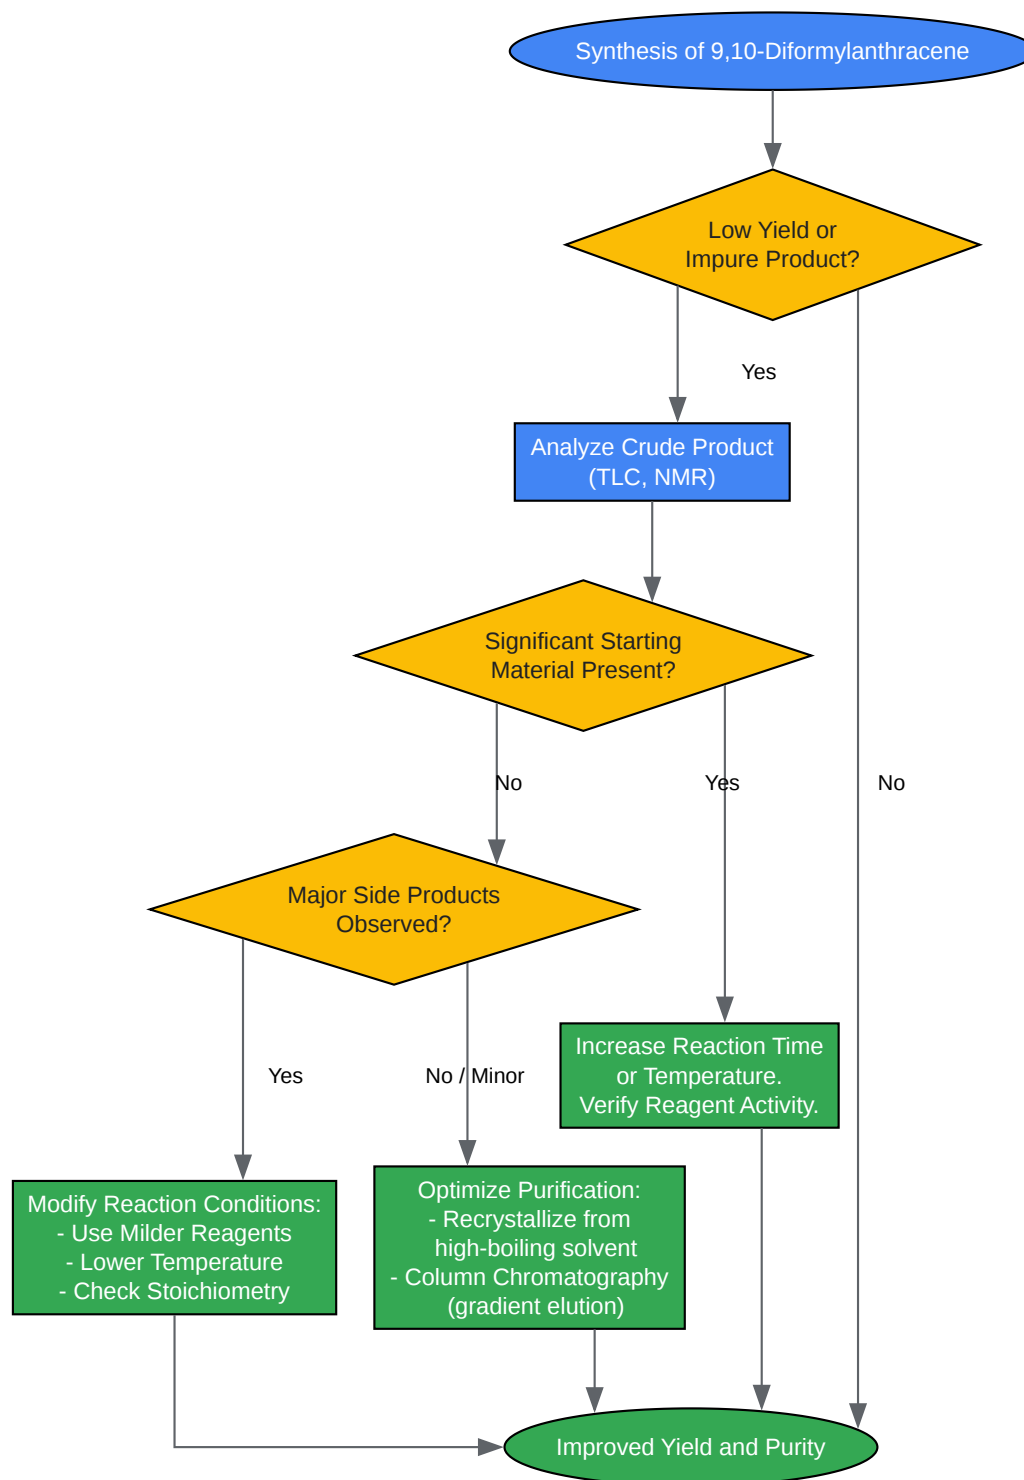 Synthesis of 9,10-Diformylanthracene
Low Yield or
Impure Product?
Yes
Analyze Crude Product
(TLC, NMR)
Significant Starting
Material Present?
No
Yes
No
Major Side Products
Observed?
Yes
No / Minor
Increase Reaction Time
or Temperature.
Verify Reagent Activity.
Modify Reaction Conditions:
- Use Milder Reagents
- Lower Temperature
- Check Stoichiometry
Optimize Purification:
- Recrystallize from
high-boiling solvent
- Column Chromatography
(gradient elution)
Improved Yield and Purity